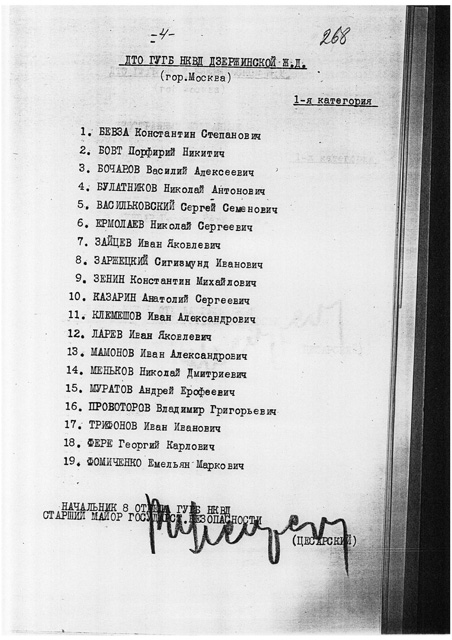 -4-
268
ДТО ГУГБ НКВД ДЗЕРЖИНСКОЙ Ж.Д.
(гор.Москва)
1-я категория
1. БЕВЗА Константин Степанович
2. БОВТ Порфирий Никитич
3. БОЧАРОВ Василий Алексеевич
4. БУЛАТНИКОВ Николай Антонович
5. ВАСИЛЬКОВСКИЙ Сергей Семенович
6. ЕРМОЛАЕВ Николай Сергеевич
7. ЗАЙЦЕВ Иван Яковлевич
8. ЗАРЖЕЦКИЙ Сигизмунд Иванович
9. ЗЕНИН Константин Михайлович
10. КАЗАРИН Анатолий Сергеевич
11. КЛЕМЕШОВ Иван Александрович
12. ЛАРЕВ Иван Яковлевич
13. МАМОНОВ Иван Александрович
14. МЕНЬКОВ Николай Дмитриевич
15. МУРАТОВ Андрей Ерофеевич
16. ПРОВОТОРОВ Владимир Григорьевич
17. ТРИФОНОВ Иван Иванович
18. ФЕРЕ Георгий Карлович
19. ФОМИЧЕНКО Емельян Маркович
НАЧАЛЬНИК 8 ОТДЕЛА ГУГБ НКВД
СТАРШИЙ МАЙОР ГОСУДАРСТ.БЕЗОПАСНОСТИ
(ЦЕСАРСКИЙ)